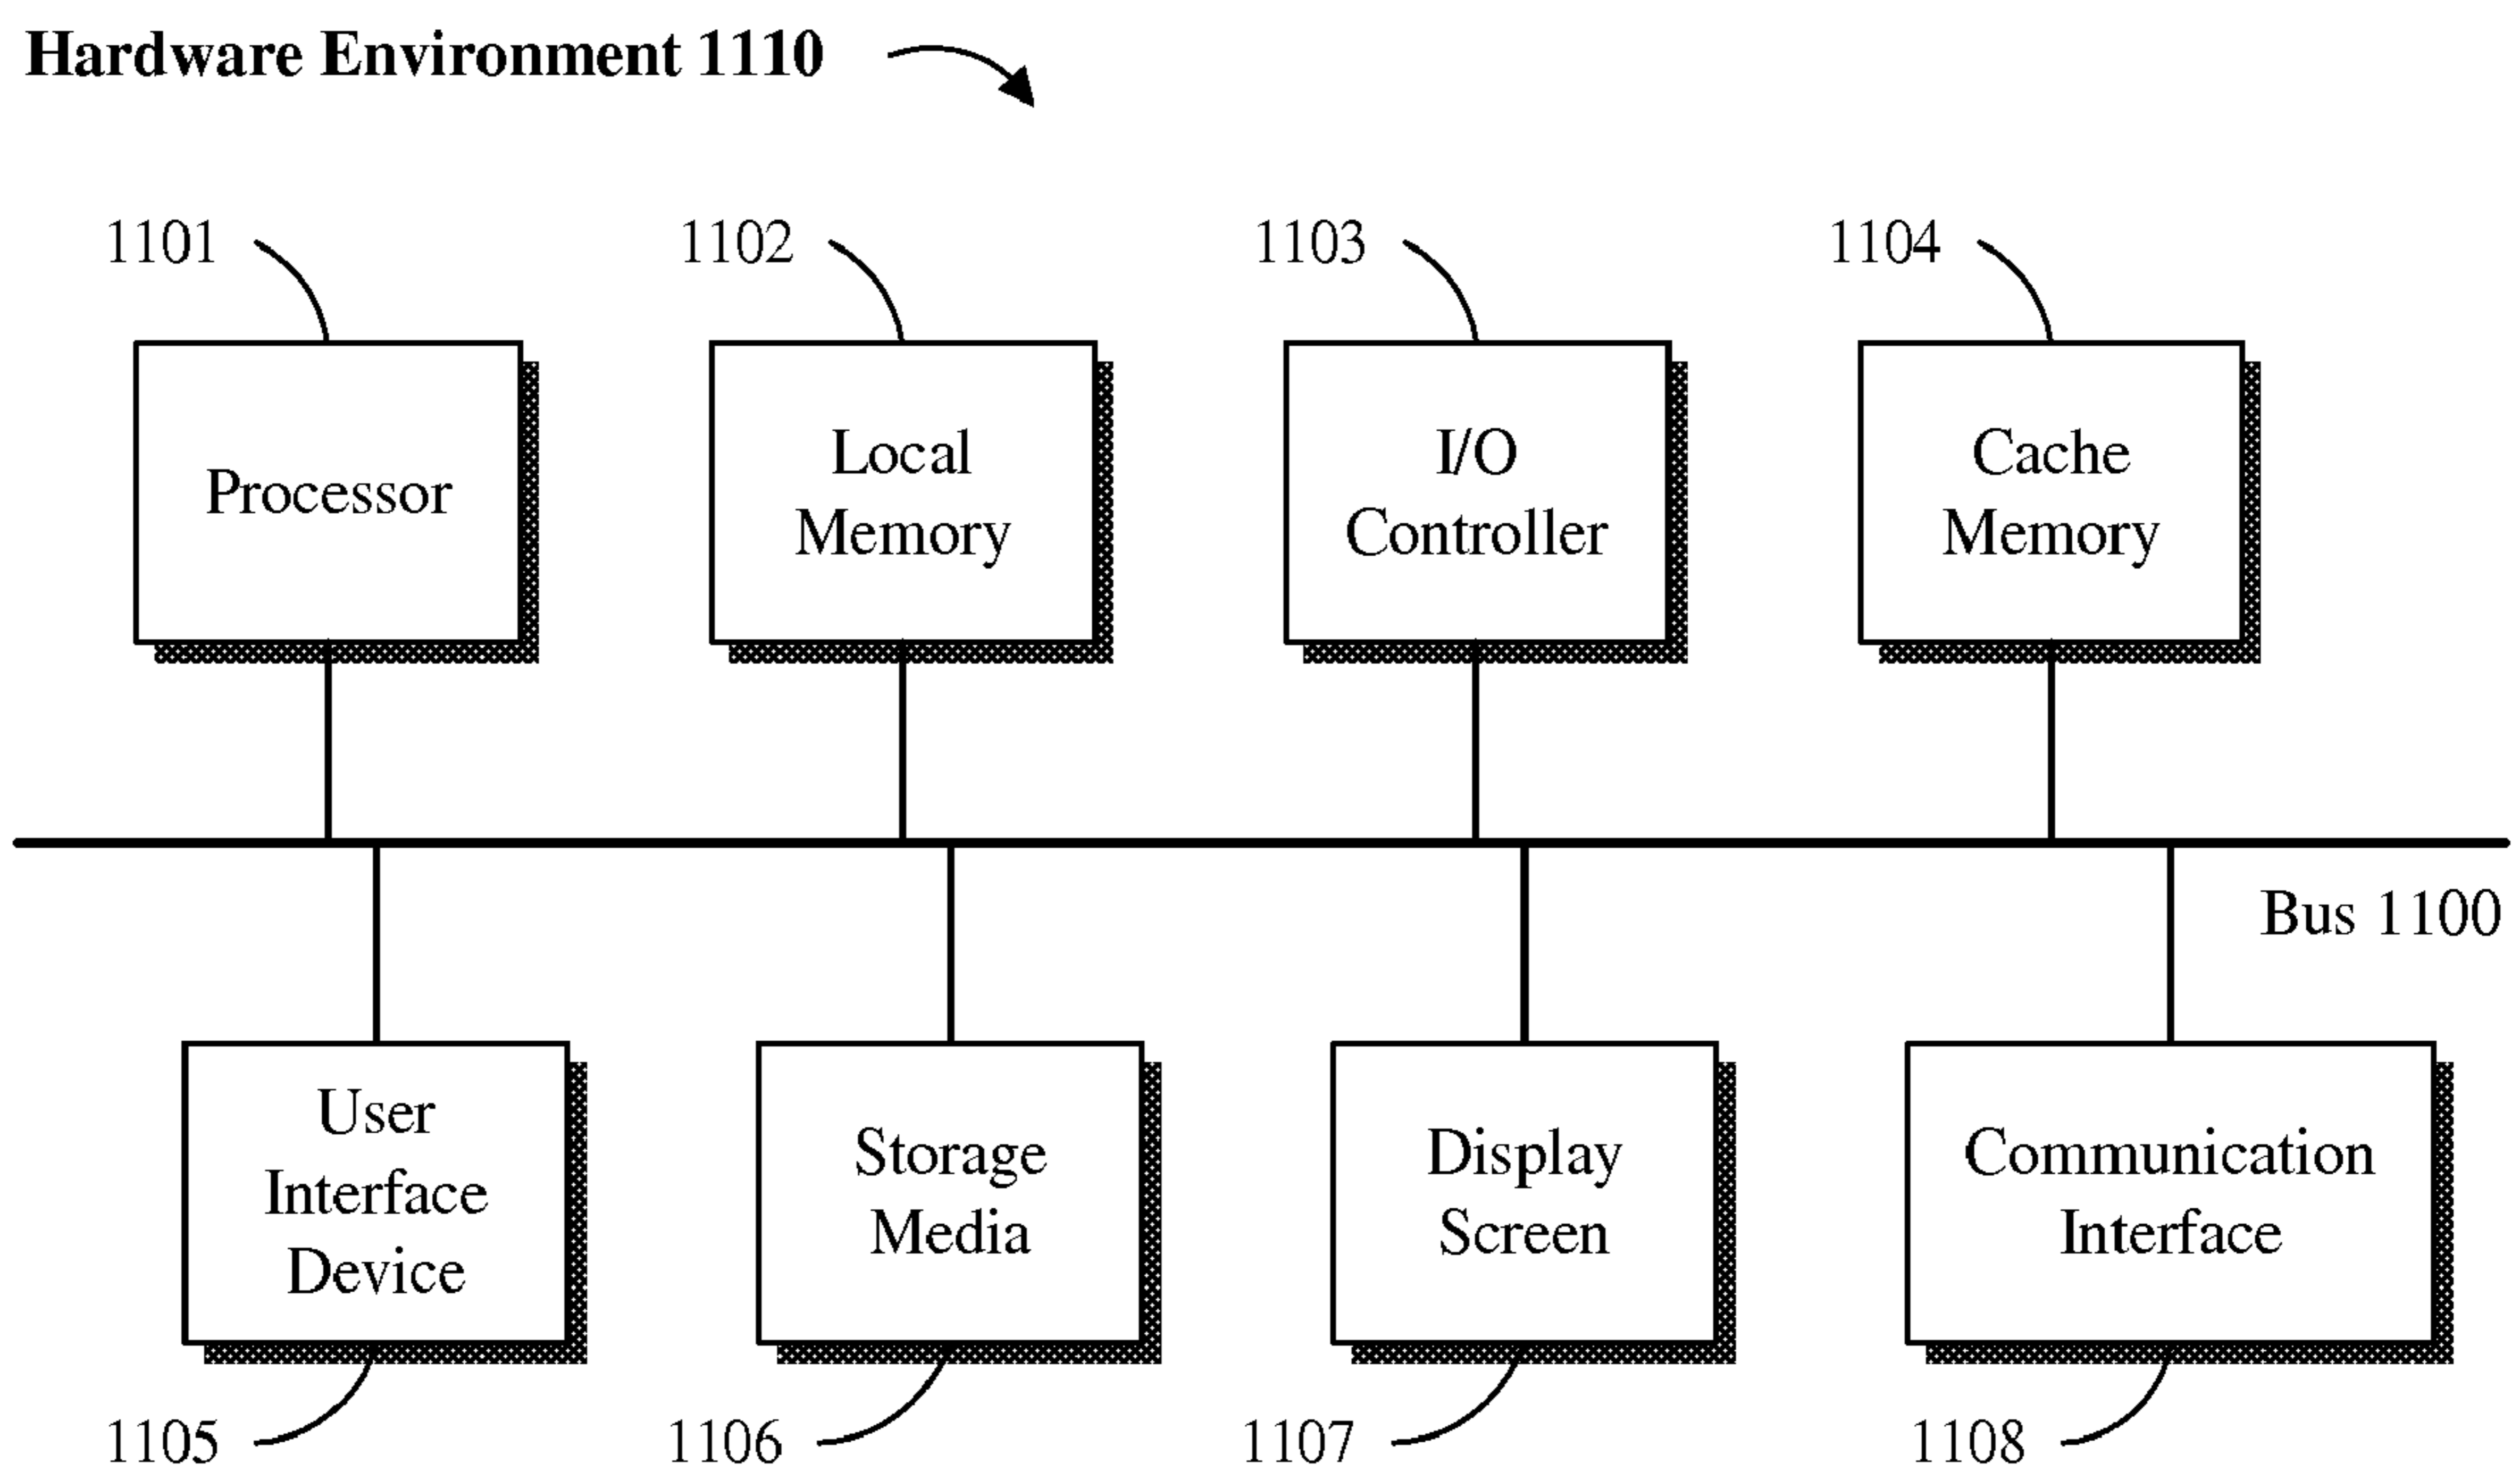 Hardware Environment 1110
1101
1102
1103
1104
Processor
Local
Memory
I/O
Controller
Cache
Memory
Bus 1100
User
Interface
Device
Storage
Media
Display
Screen
Communication
Interface
1105
1106
1107
1108